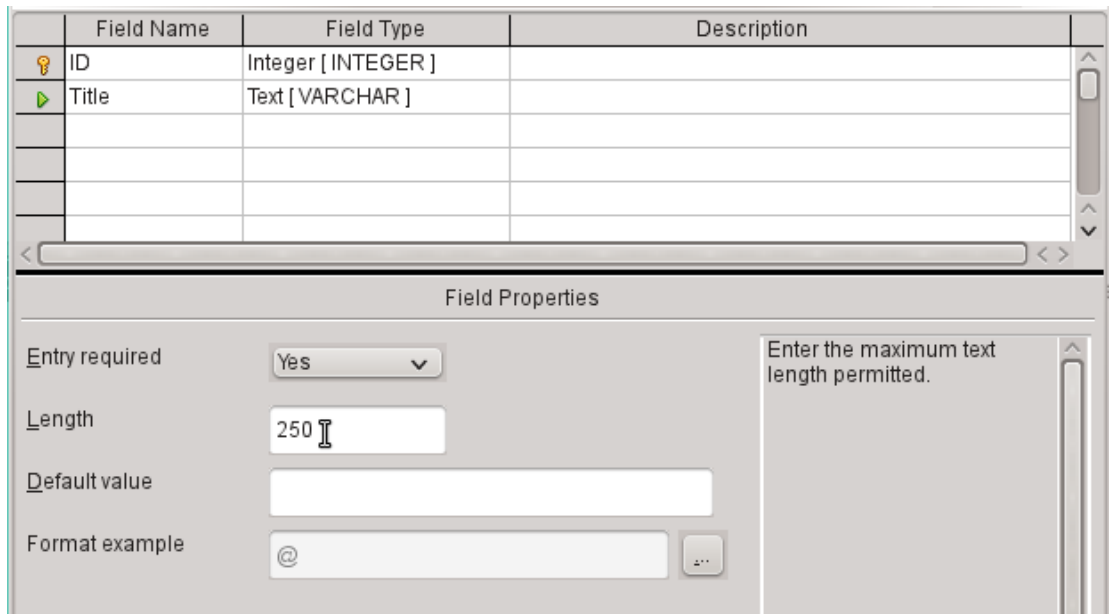 Field Name Field Type Description
ID Integer [ INTEGER ]
Title Text [ VARCHAR ]
Field Properties
Entry required Yes
Length 250
Default value
Format example @ ...
Enter the maximum text
length permitted.